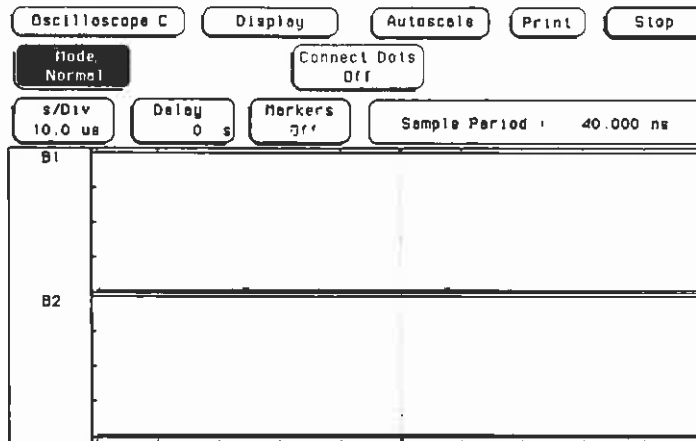 Oscilloscope C Display Autoscale Print Stop
Mode Normal Connect Dots Off
s/Div 10.0 us Delay 0 s Markers Off Sample Period : 40.000 ns
B1
B2